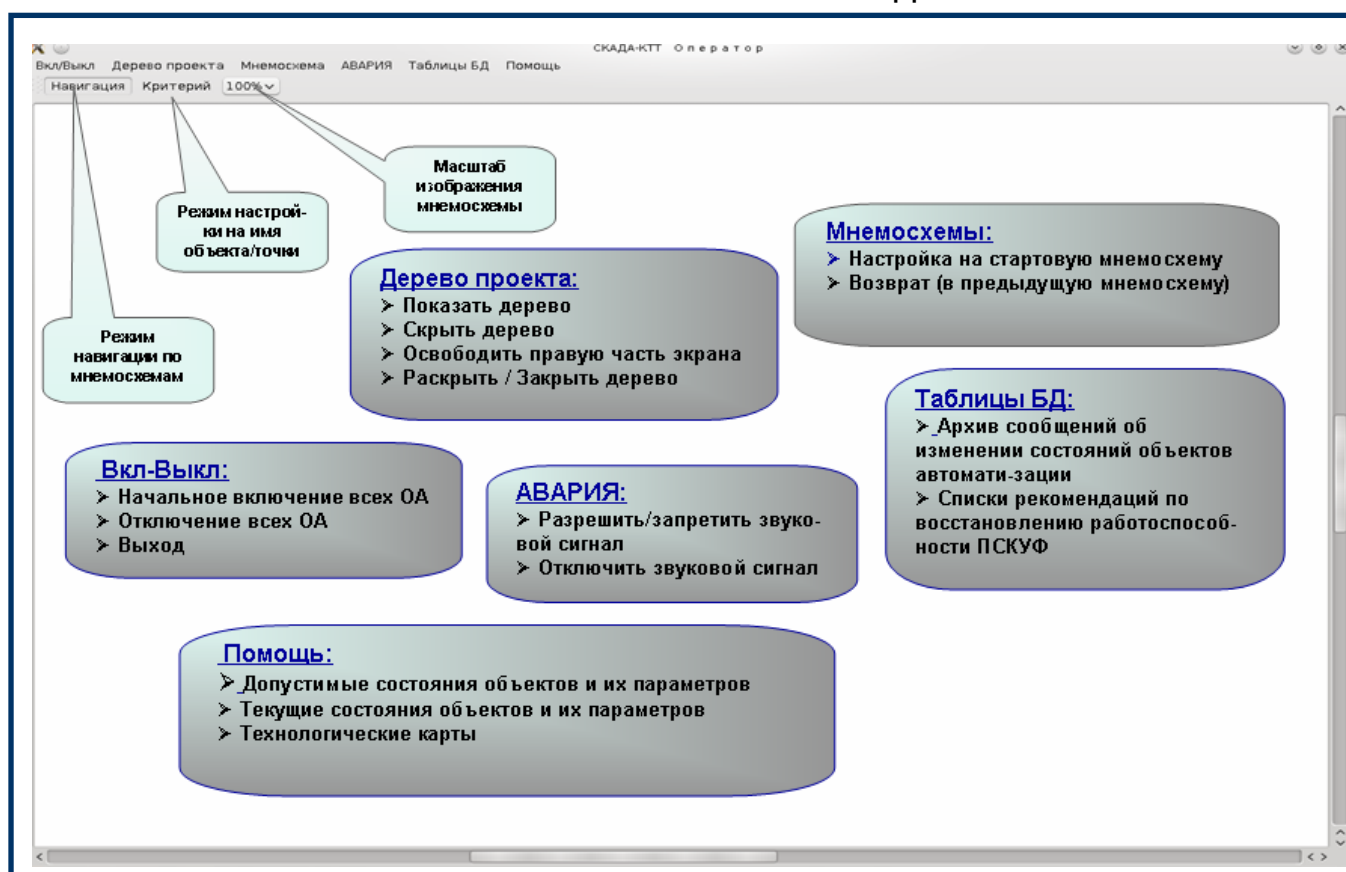 СКАДА-КТТ Оператор
Вкл/Выкл Дерево проекта Мнемосхема АВАРИЯ Таблицы БД Помощь
Навигация Критерий 100%
Масштаб
изображения
мнемосхемы
Режим настрой-
ки на имя
объекта/точки
Режим
навигации по
мнемосхемам
Дерево проекта:
➢ Показать дерево
➢ Скрыть дерево
➢ Освободить правую часть экрана
➢ Раскрыть / Закрыть дерево
Мнемосхемы:
➢ Настройка на стартовую мнемосхему
➢ Возврат (в предыдущую мнемосхему)
Таблицы БД:
➢ Архив сообщений об
изменении состояний объектов
автомати-зации
➢ Списки рекомендаций по
восстановлению работоспособ-
ности ПСКУФ
Вкл-Выкл:
➢ Начальное включение всех ОА
➢ Отключение всех ОА
➢ Выход
АВАРИЯ:
➢ Разрешить/запретить звуко-
вой сигнал
➢ Отключить звуковой сигнал
Помощь:
➢ Допустимые состояния объектов и их параметров
➢ Текущие состояния объектов и их параметров
➢ Технологические карты